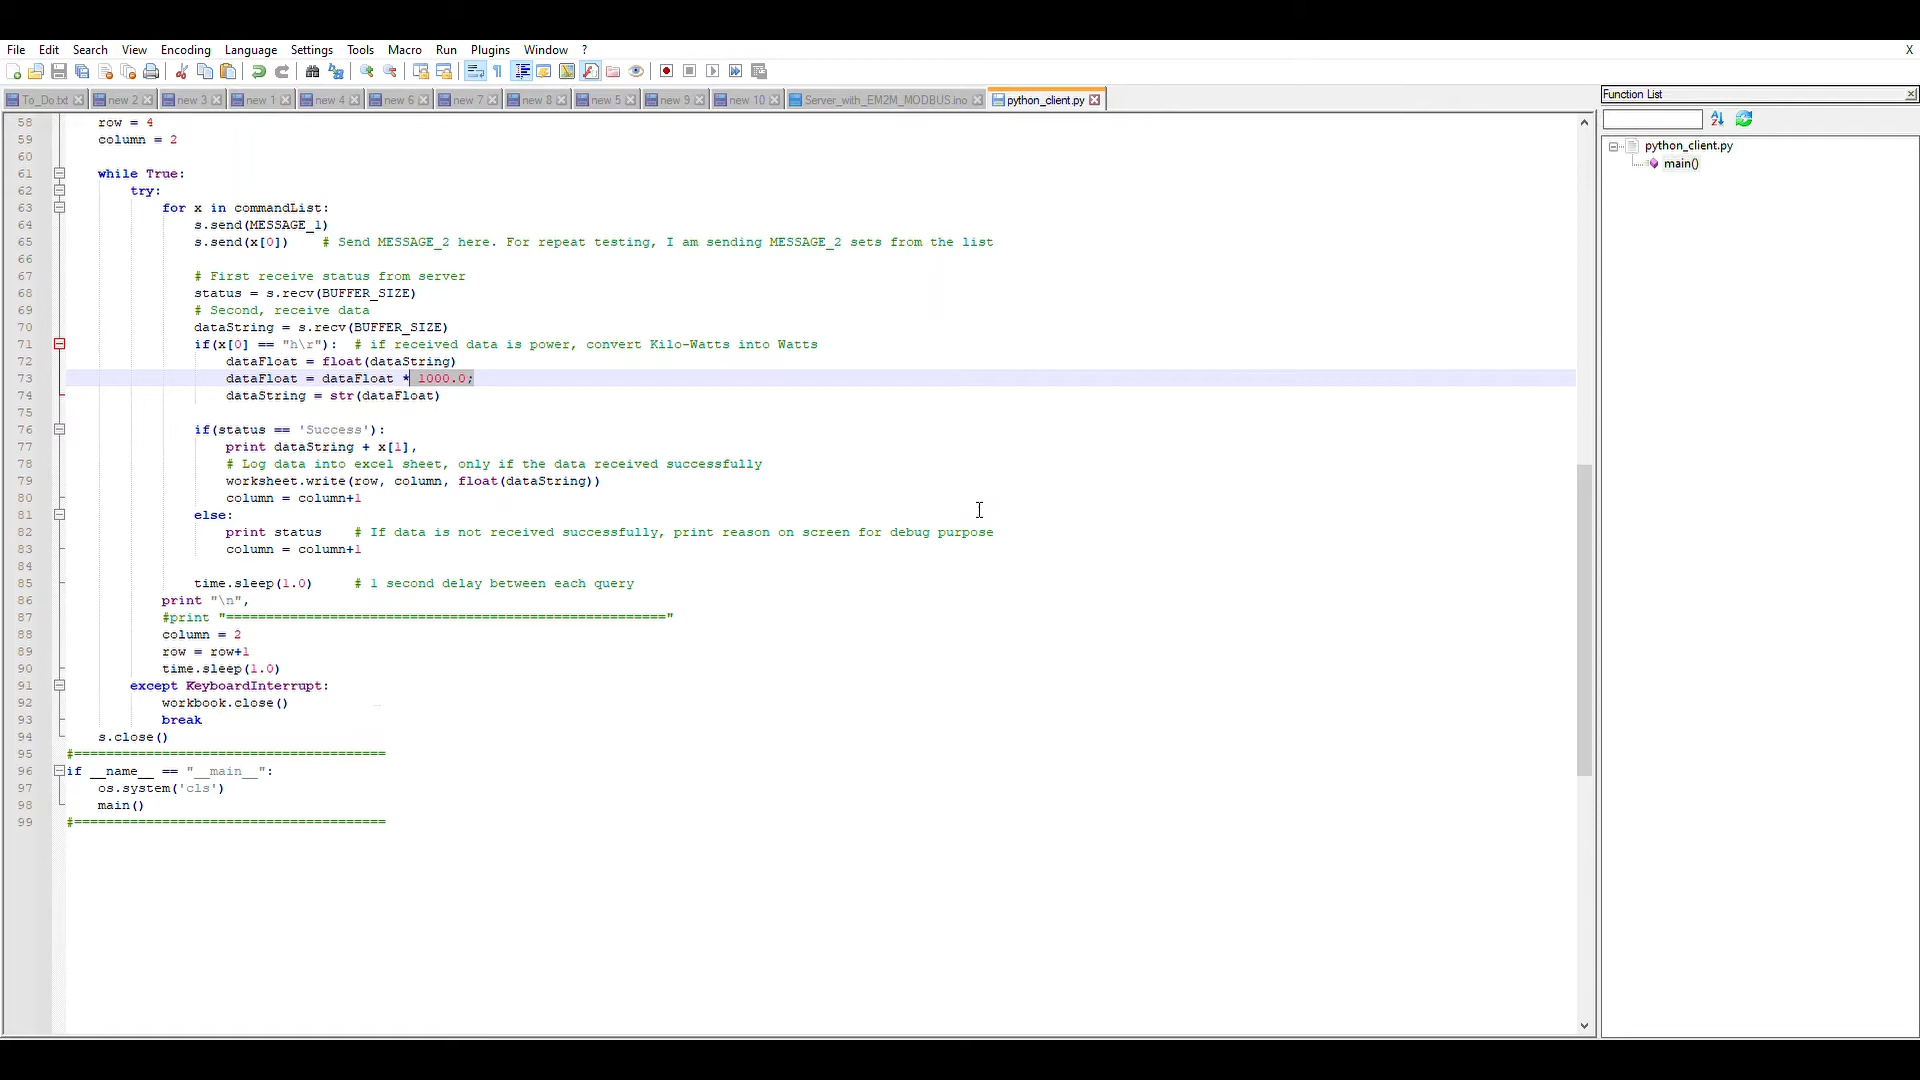 File Edit Search View Encoding Language Settings Tools Macro Run Plugins Window ? X
To_Do.txt new 2 new 3 new 1 new 4 new 6 new 7 new 8 new 5 new 9 new 10 Server_with_EM2M_MODBUS.ino python_client.py
Function List
python_client.py
main()
58 row = 4
59 column = 2
60
61 while True:
62 try:
63 for x in commandList:
64 s.send(MESSAGE_1)
65 s.send(x[0]) # Send MESSAGE_2 here. For repeat testing, I am sending MESSAGE_2 sets from the list
66
67 # First receive status from server
68 status = s.recv(BUFFER_SIZE)
69 # Second, receive data
70 dataString = s.recv(BUFFER_SIZE)
71 if(x[0] == "h\r"): # if received data is power, convert Kilo-Watts into Watts
72 dataFloat = float(dataString)
73 dataFloat = dataFloat * 1000.0;
74 dataString = str(dataFloat)
75
76 if(status == 'Success'):
77 print dataString + x[1],
78 # Log data into excel sheet, only if the data received successfully
79 worksheet.write(row, column, float(dataString))
80 column = column+1
81 else:
82 print status # If data is not received successfully, print reason on screen for debug purpose
83 column = column+1
84
85 time.sleep(1.0) # 1 second delay between each query
86 print "\n",
87 #print "======================================================="
88 column = 2
89 row = row+1
90 time.sleep(1.0)
91 except KeyboardInterrupt:
92 workbook.close()
93 break
94 s.close()
95 #=======================================
96 if __name__ == "__main__":
97 os.system('cls')
98 main()
99 #=======================================